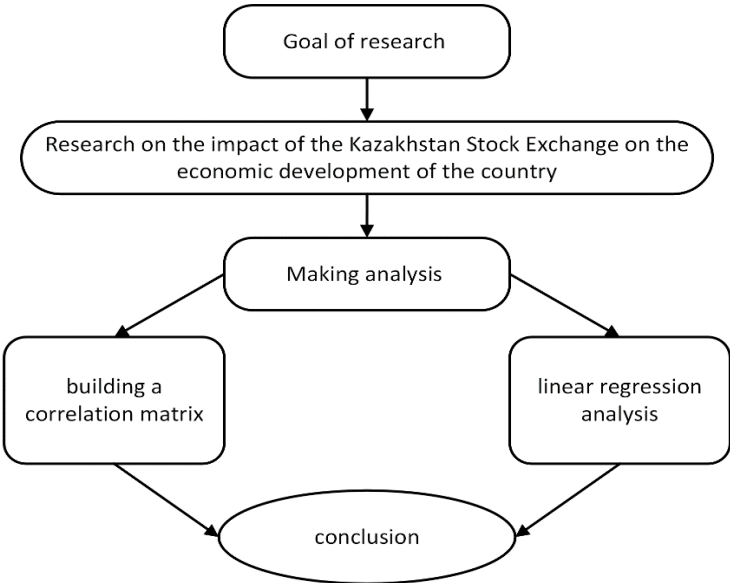 Goal of research
Research on the impact of the Kazakhstan Stock Exchange on the
economic development of the country
Making analysis
building a
correlation matrix
linear regression
analysis
conclusion